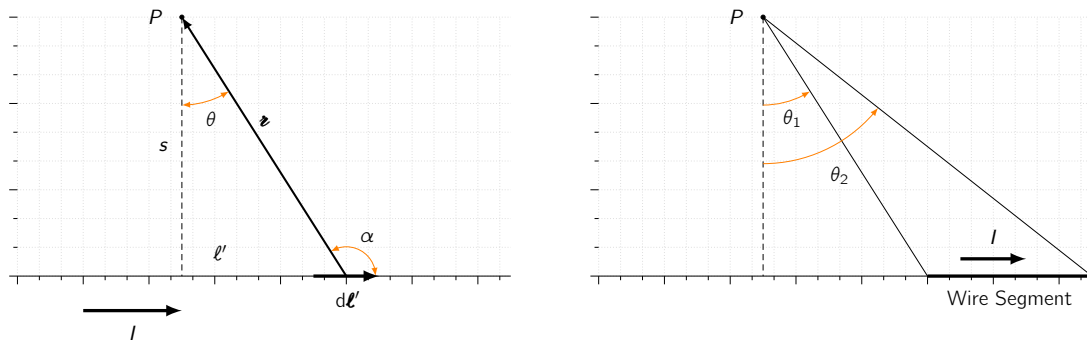 P
θ
𝓇
s
α
ℓ′
dℓ′
I
P
θ₁
θ₂
I
Wire Segment